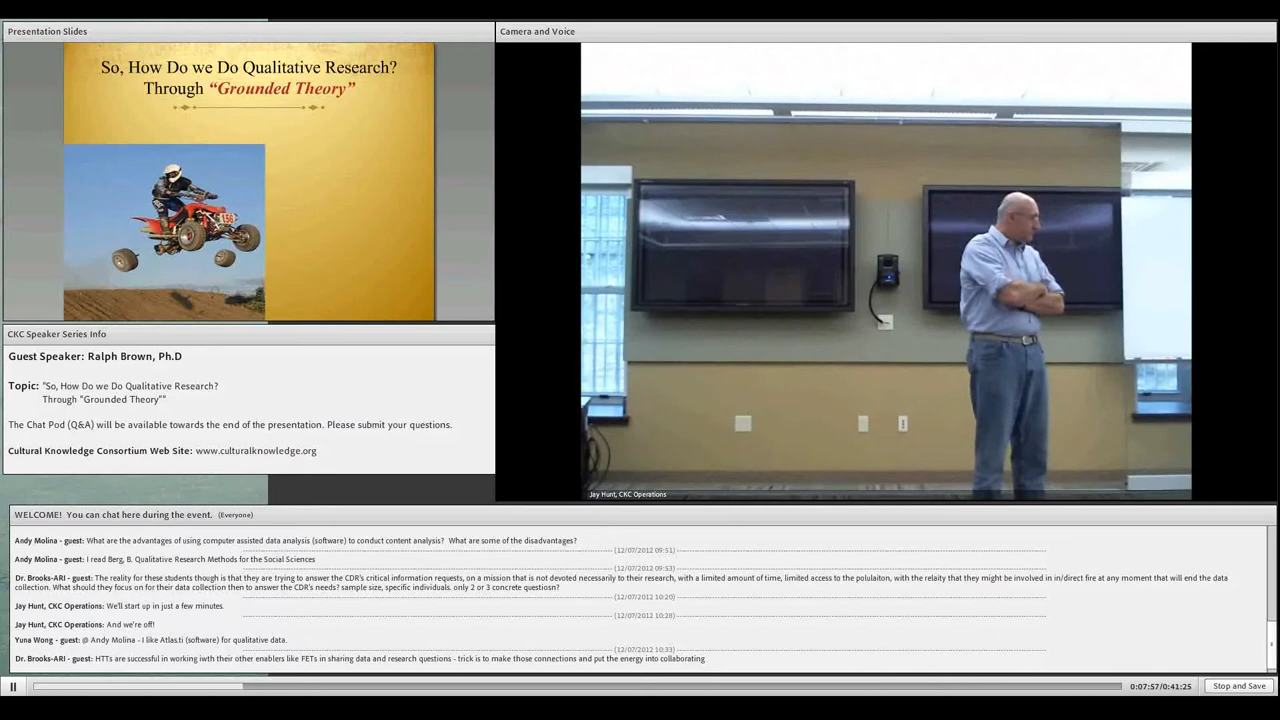 Presentation Slides
So, How Do we Do Qualitative Research?
Through “Grounded Theory”
156
CKC Speaker Series Info
Guest Speaker: Ralph Brown, Ph.D
Topic: "So, How Do we Do Qualitative Research?
Through "Grounded Theory""
The Chat Pod (Q&A) will be available towards the end of the presentation. Please submit your questions.
Cultural Knowledge Consortium Web Site: www.culturalknowledge.org
Camera and Voice
Jay Hunt, CKC Operations
WELCOME! You can chat here during the event. (Everyone)
Andy Molina - guest: What are the advantages of using computer assisted data analysis (software) to conduct content analysis? What are some of the disadvantages?
(12/07/2012 09:51)
Andy Molina - guest: I read Berg, B. Qualitative Research Methods for the Social Sciences
(12/07/2012 09:53)
Dr. Brooks-ARI - guest: The reality for these students though is that they are trying to answer the CDR's critical information requests, on a mission that is not devoted necessarily to their research, with a limited amount of time, limited access to the polulaiton, with the relaity that they might be involved in in/direct fire at any moment that will end the data
collection. What should they focus on for their data collection then to answer the CDR's needs? sample size, specific individuals. only 2 or 3 concrete questiosn?
(12/07/2012 10:20)
Jay Hunt, CKC Operations: We'll start up in just a few minutes.
(12/07/2012 10:28)
Jay Hunt, CKC Operations: And we're off!
Yuna Wong - guest: @ Andy Molina - I like Atlas.ti (software) for qualitative data.
(12/07/2012 10:33)
Dr. Brooks-ARI - guest: HTTs are successful in working iwth their other enablers like FETs in sharing data and research questions - trick is to make those connections and put the energy into collaborating
0:07:57/0:41:25
Stop and Save